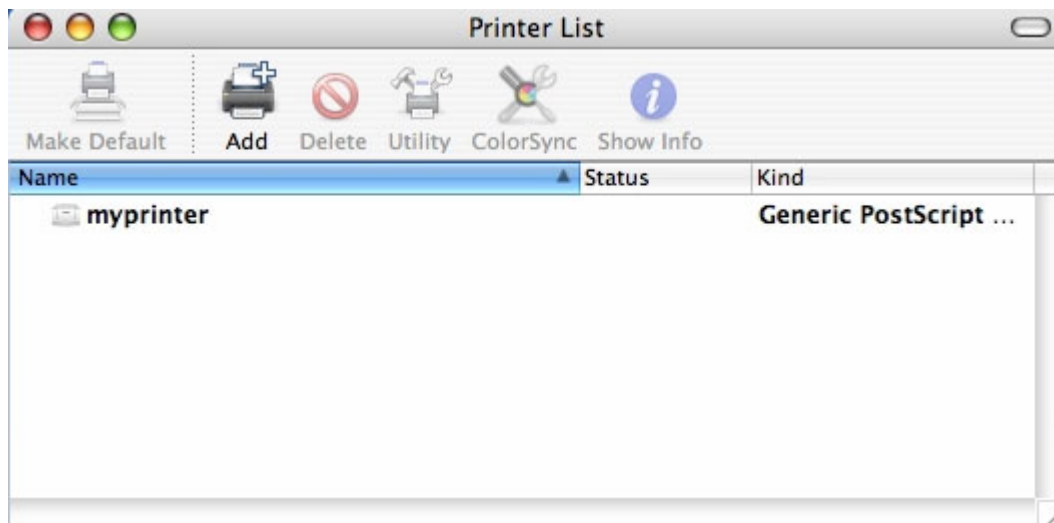 Printer List
Make Default Add Delete Utility ColorSync Show Info
Name Status Kind
myprinter Generic PostScript ...